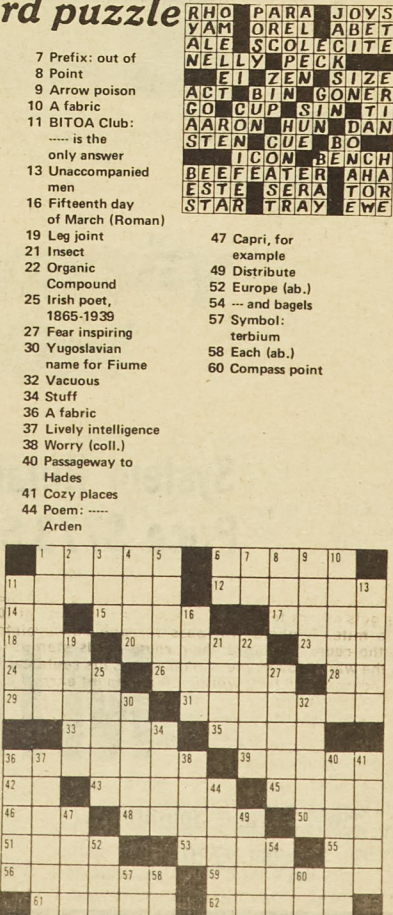 rd puzzle
RHO PARA JOYS
YAM OREL ABET
ALE SCOLECITE
NELLY PECK
EI ZEN SIZE
ACT BIN GONER
GO CUP SIN TI
AARON HUN DAN
STEN CUE BO
ICON BENCH
BEEFEATER AHA
ESTE SERA TOR
STAR TRAY EWE
7 Prefix: out of
8 Point
9 Arrow poison
10 A fabric
11 BITOA Club:
----- is the
only answer
13 Unaccompanied
men
16 Fifteenth day
of March (Roman)
19 Leg joint
21 Insect
22 Organic
Compound
25 Irish poet,
1865-1939
27 Fear inspiring
30 Yugoslavian
name for Fiume
32 Vacuous
34 Stuff
36 A fabric
37 Lively intelligence
38 Worry (coll.)
40 Passageway to
Hades
41 Cozy places
44 Poem: -----
Arden
47 Capri, for
example
49 Distribute
52 Europe (ab.)
54 --- and bagels
57 Symbol:
terbium
58 Each (ab.)
60 Compass point
1 2 3 4 5 6 7 8 9 10
11 12 13
14 15 16 17
18 19 20 21 22 23
24 25 26 27 28
29 30 31 32
33 34 35
36 37 38 39 40 41
42 43 44 45
46 47 48 49 50
51 52 53 54 55
56 57 58 59 60
61 62